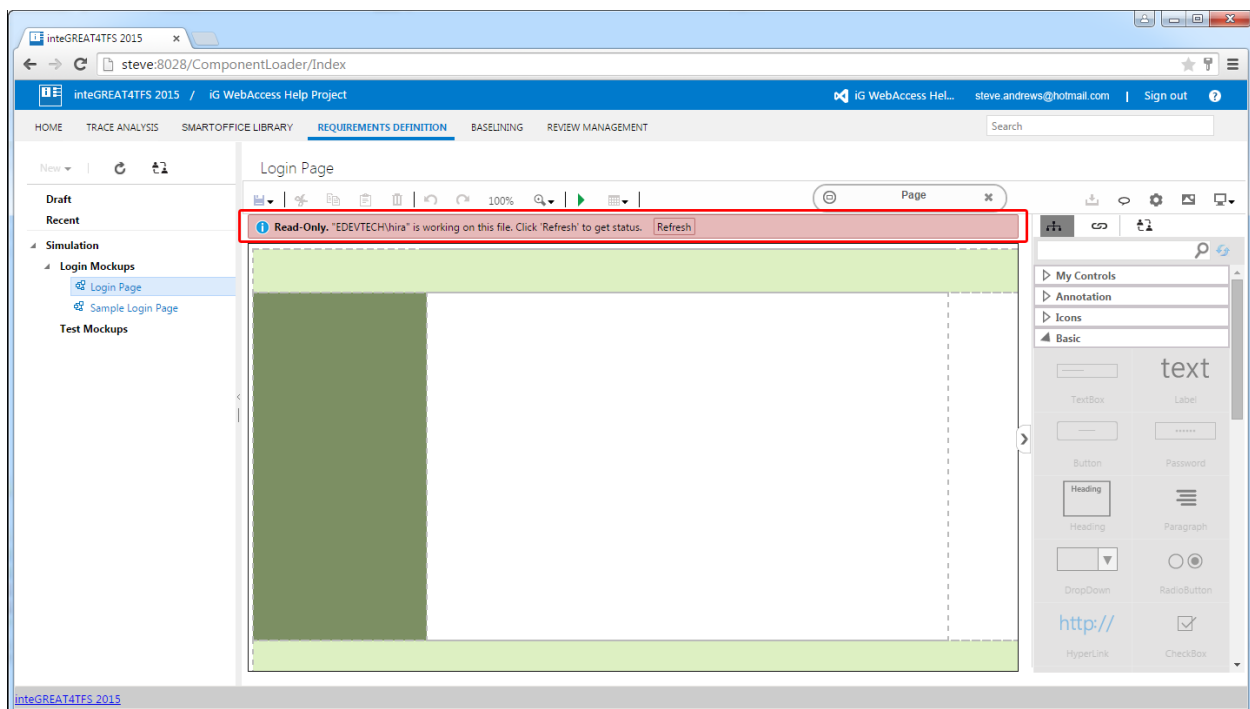 inteGREAT4TFS 2015
steve:8028/ComponentLoader/Index
inteGREAT4TFS 2015 / iG WebAccess Help Project
iG WebAccess Hel... steve.andrews@hotmail.com | Sign out ?
HOME TRACE ANALYSIS SMARTOFFICE LIBRARY REQUIREMENTS DEFINITION BASELINING REVIEW MANAGEMENT Search
New
Draft
Recent
Simulation
Login Mockups
Login Page
Sample Login Page
Test Mockups
Login Page
100% Page
Read-Only. "EDEVTECH\hira" is working on this file. Click 'Refresh' to get status. Refresh
My Controls
Annotation
Icons
Basic
text
TextBox Label
Button Password
Heading
Heading Paragraph
DropDown RadioButton
http://
HyperLink CheckBox
inteGREAT4TFS 2015